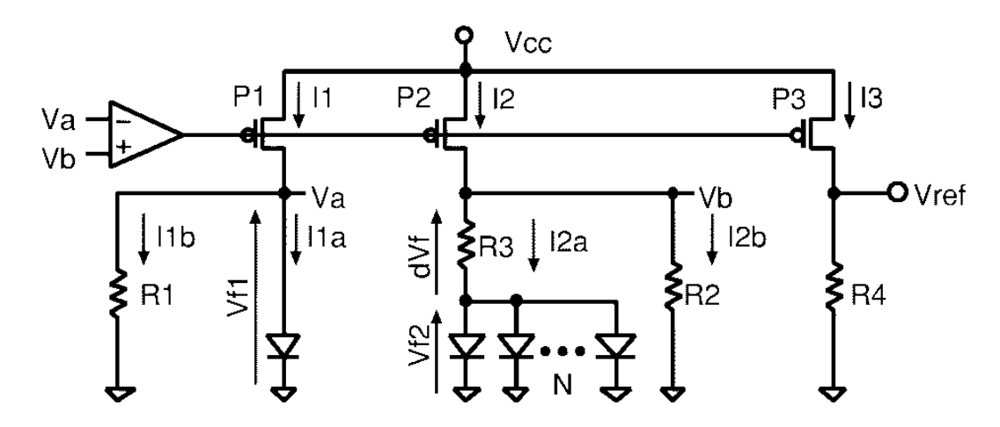 Vcc
P1 I1 P2 I2 P3 I3
Va −
Vb +
Va Vb Vref
I1b I1a I2a I2b
R1 Vf1 dVf R3 R2 R4
Vf2
N